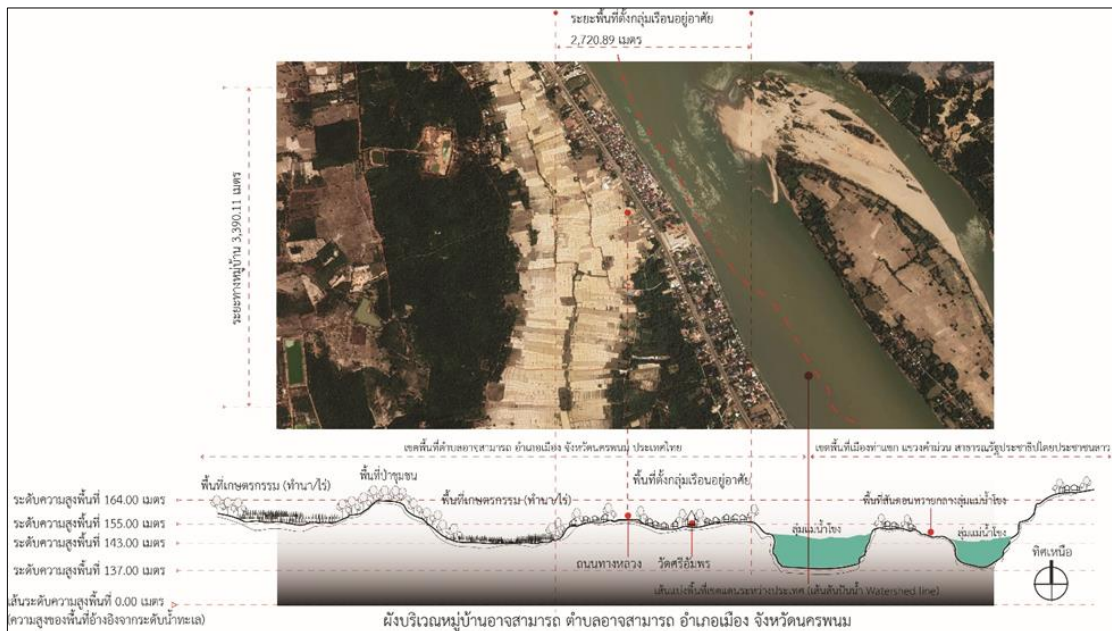 ระยะพื้นที่ตั้งกลุ่มเรือนอยู่อาศัย
2,720.89 เมตร
ระยะทางหมู่บ้าน 3,390.11 เมตร
เขตพื้นที่ตำบลอาจสามารถ อำเภอเมือง จังหวัดนครพนม ประเทศไทย
เขตพื้นที่เมืองท่าแขก แขวงคำม่วน สาธารณรัฐประชาธิปไตยประชาชนลาว
พื้นที่เกษตรกรรม (ทำนา/ไร่)
พื้นที่ป่าชุมชน
พื้นที่เกษตรกรรม (ทำนา/ไร่)
พื้นที่ตั้งกลุ่มเรือนอยู่อาศัย
พื้นที่สันดอนทรายกลางลุ่มแม่น้ำโขง
ระดับความสูงพื้นที่ 164.00 เมตร
ระดับความสูงพื้นที่ 155.00 เมตร
ลุ่มแม่น้ำโขง
ลุ่มแม่น้ำโขง
ระดับความสูงพื้นที่ 143.00 เมตร
ระดับความสูงพื้นที่ 137.00 เมตร
ถนนทางหลวง
วัดศรีอัมพร
ทิศเหนือ
เส้นแบ่งพื้นที่เขตแดนระหว่างประเทศ (เส้นสันปันน้ำ Watershed line)
เส้นระดับความสูงพื้นที่ 0.00 เมตร
(ความสูงของพื้นที่อ้างอิงจากระดับน้ำทะเล)
ผังบริเวณหมู่บ้านอาจสามารถ ตำบลอาจสามารถ อำเภอเมือง จังหวัดนครพนม